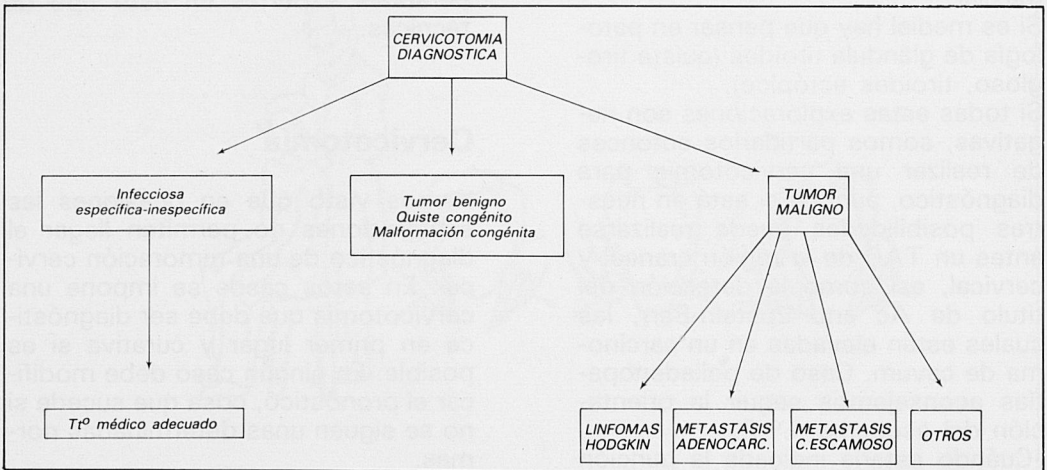 CERVICOTOMIA
DIAGNOSTICA
Infecciosa
específica-inespecífica
Tumor benigno
Quiste congénito
Malformación congénita
TUMOR
MALIGNO
Ttº médico adecuado
LINFOMAS
HODGKIN
METASTASIS
ADENOCARC.
METASTASIS
C.ESCAMOSO
OTROS